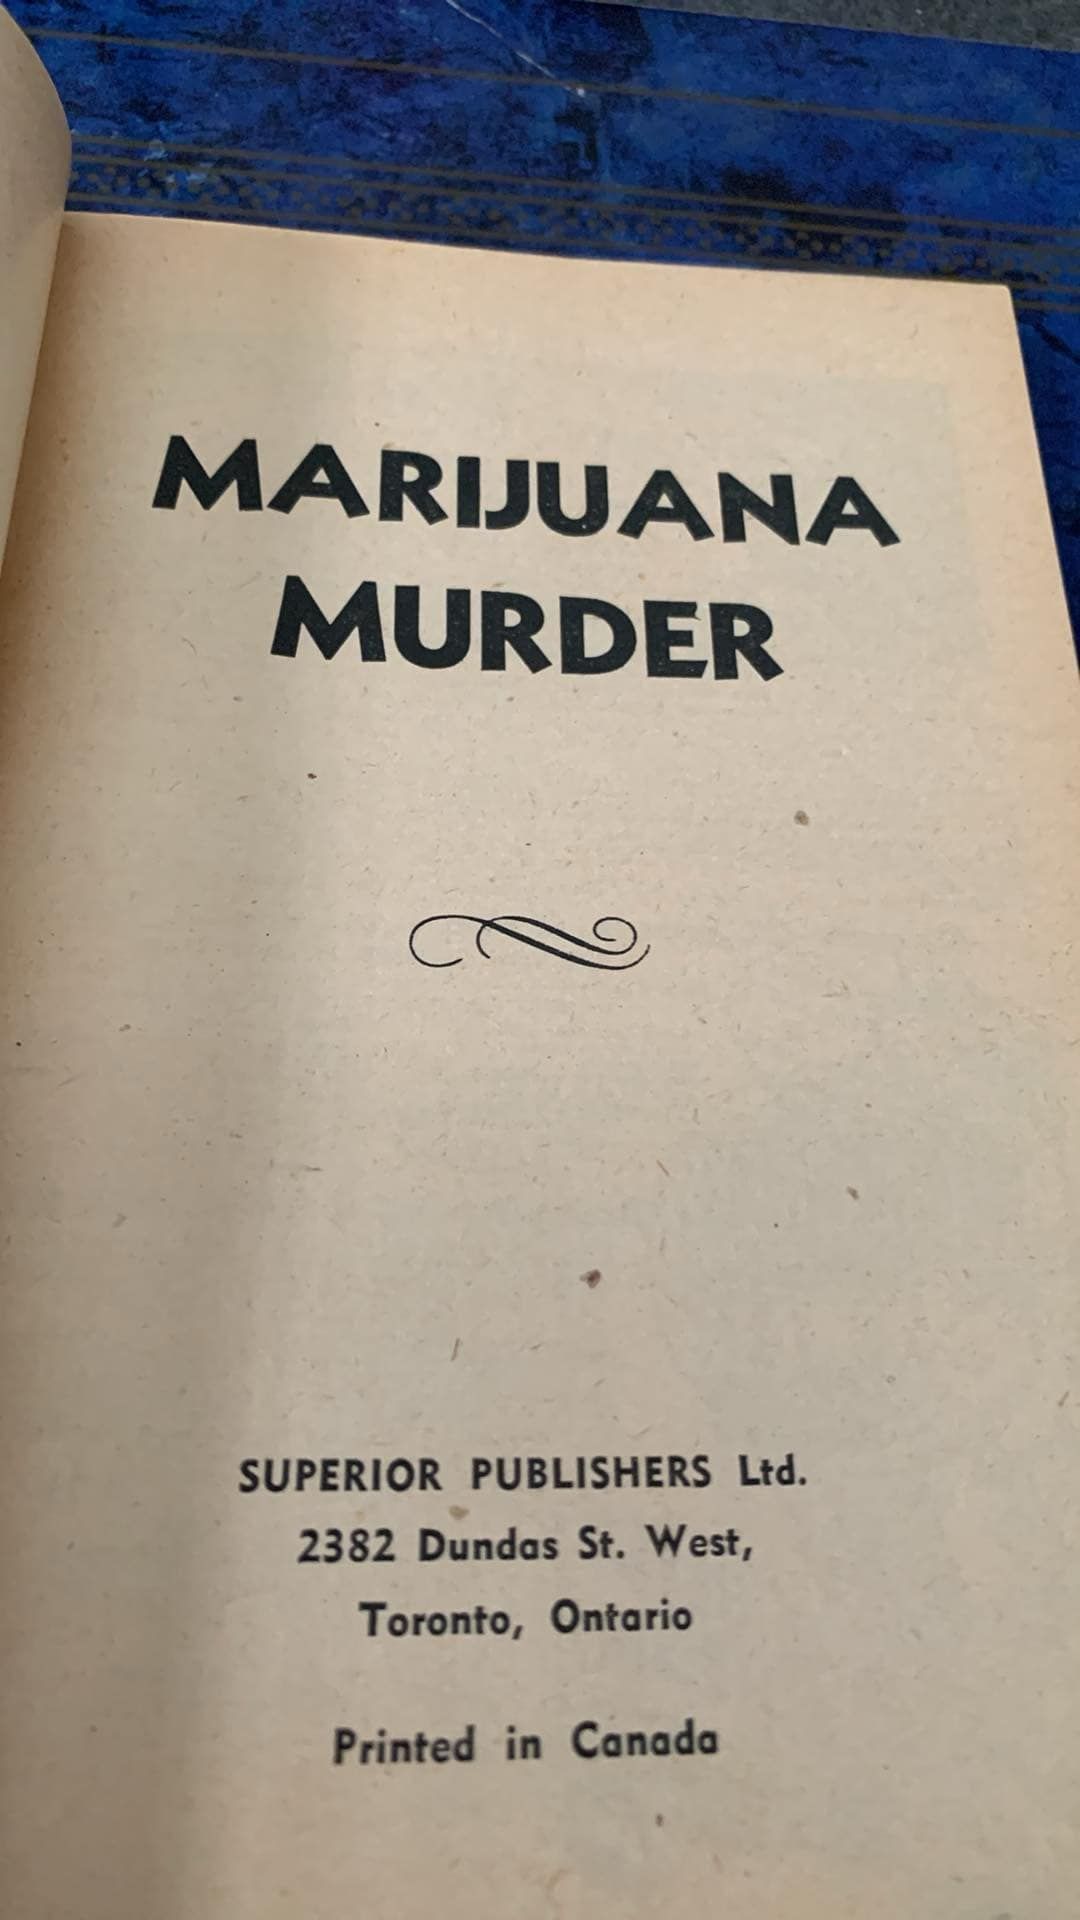 MARIJUANA
MURDER
SUPERIOR PUBLISHERS Ltd.
2382 Dundas St. West,
Toronto, Ontario
Printed in Canada